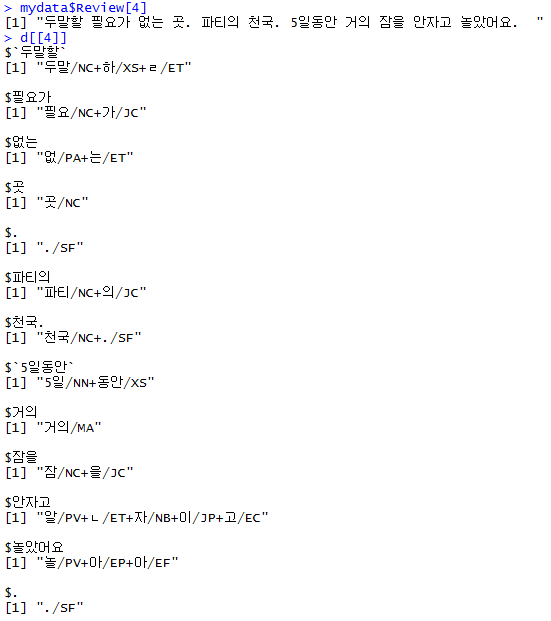 > mydata$Review[4]
[1] "두말할 필요가 없는 곳. 파티의 천국. 5일동안 거의 잠을 안자고 놀았어요.  "
> d[[4]]
$`두말할`
[1] "두말/NC+하/XS+ㄹ/ET"
$필요가
[1] "필요/NC+가/JC"
$없는
[1] "없/PA+는/ET"
$곳
[1] "곳/NC"
$.
[1] "./SF"
$파티의
[1] "파티/NC+의/JC"
$천국.
[1] "천국/NC+./SF"
$`5일동안`
[1] "5일/NN+동안/XS"
$거의
[1] "거의/MA"
$잠을
[1] "잠/NC+을/JC"
$안자고
[1] "알/PV+ㄴ/ET+자/NB+이/JP+고/EC"
$놀았어요
[1] "놀/PV+아/EP+아/EF"
$.
[1] "./SF"